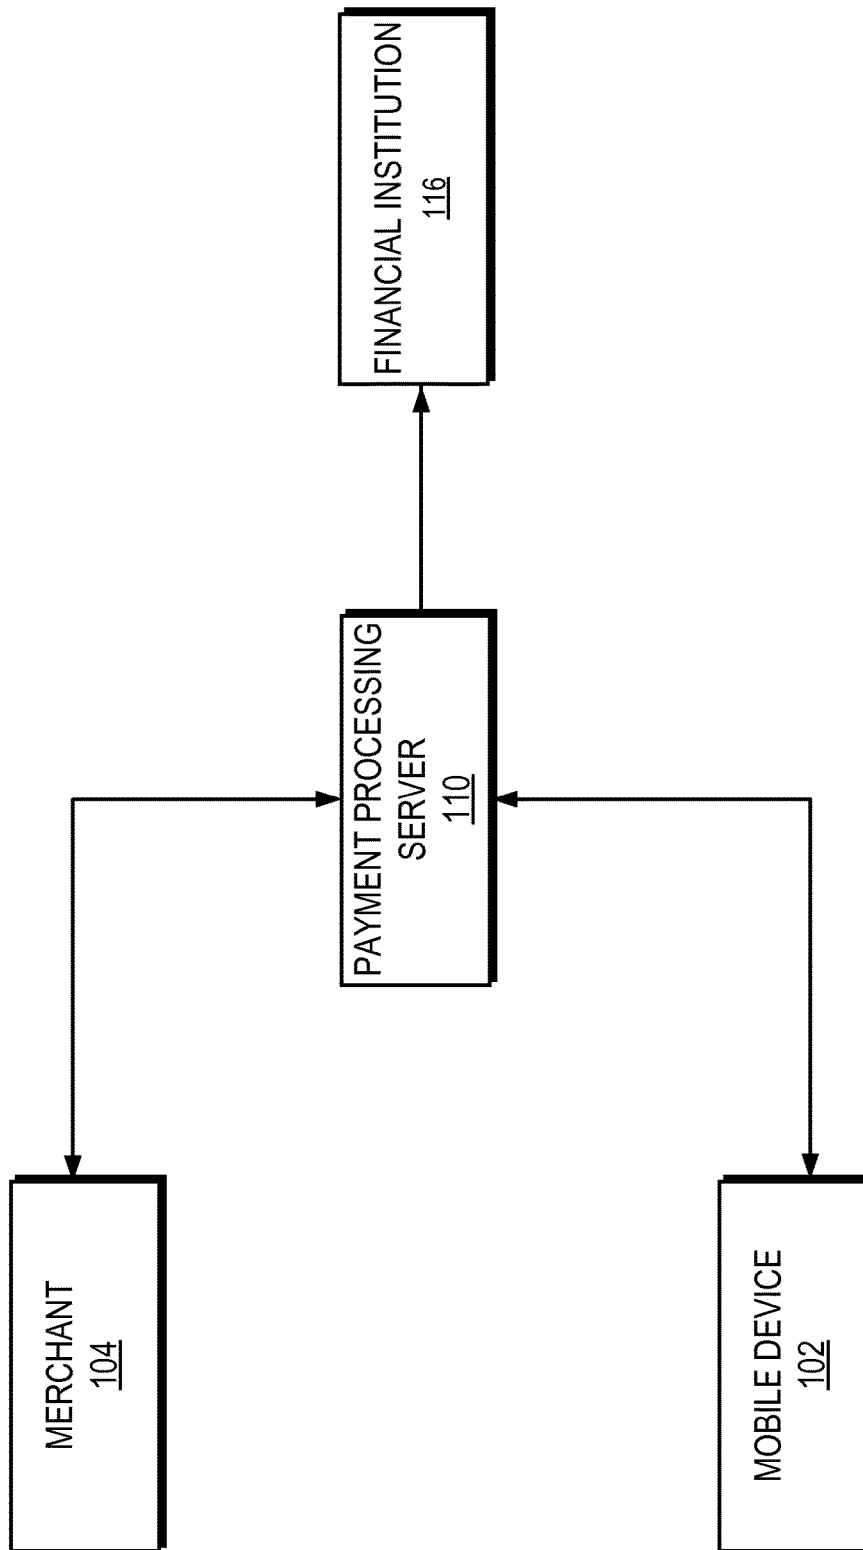 MERCHANT
104
PAYMENT PROCESSING
SERVER
110
FINANCIAL INSTITUTION
116
MOBILE DEVICE
102